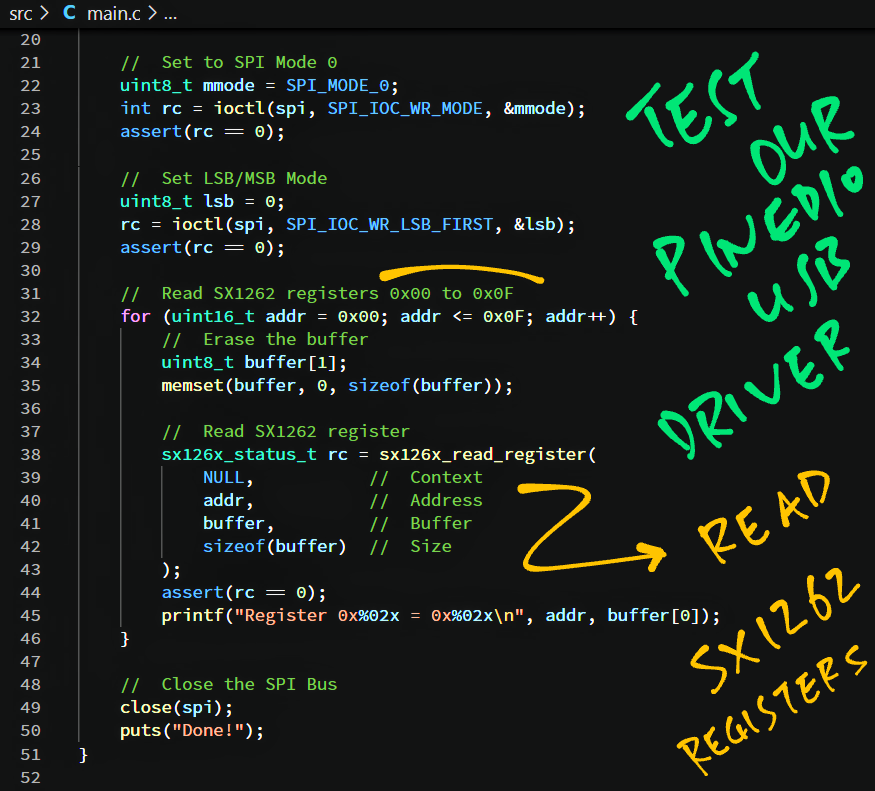 src > C main.c > ...
20
21 // Set to SPI Mode 0
22 uint8_t mmode = SPI_MODE_0;
23 int rc = ioctl(spi, SPI_IOC_WR_MODE, &mmode);
24 assert(rc == 0);
25
26 // Set LSB/MSB Mode
27 uint8_t lsb = 0;
28 rc = ioctl(spi, SPI_IOC_WR_LSB_FIRST, &lsb);
29 assert(rc == 0);
30
31 // Read SX1262 registers 0x00 to 0x0F
32 for (uint16_t addr = 0x00; addr <= 0x0F; addr++) {
33 // Erase the buffer
34 uint8_t buffer[1];
35 memset(buffer, 0, sizeof(buffer));
36
37 // Read SX1262 register
38 sx126x_status_t rc = sx126x_read_register(
39 NULL, // Context
40 addr, // Address
41 buffer, // Buffer
42 sizeof(buffer) // Size
43 );
44 assert(rc == 0);
45 printf("Register 0x%02x = 0x%02x\n", addr, buffer[0]);
46 }
47
48 // Close the SPI Bus
49 close(spi);
50 puts("Done!");
51 }
52
TEST
OUR
PINEDIO
USB
DRIVER
READ
SX1262
REGISTERS